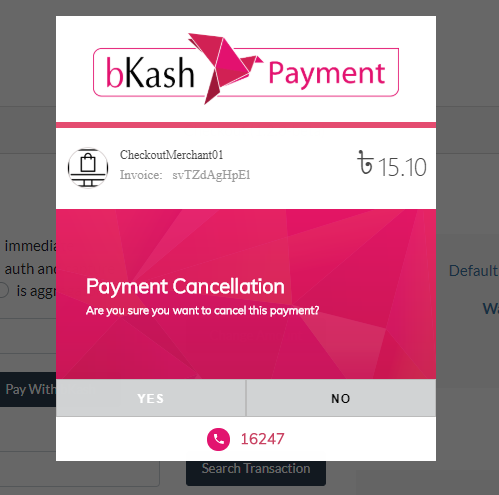 bKash Payment
CheckoutMerchant01
৳ 15.10
Invoice: svTZdAgHpE1
immedia
auth and
is aggr
Default
Wa
Payment Cancellation
Are you sure you want to cancel this payment?
Pay With
YES
NO
16247
Search Transaction